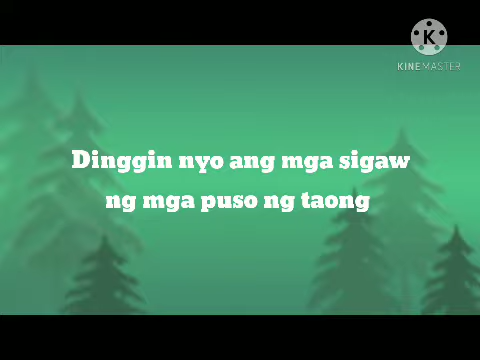 KINEMASTER
Dinggin nyo ang mga sigaw
ng mga puso ng taong